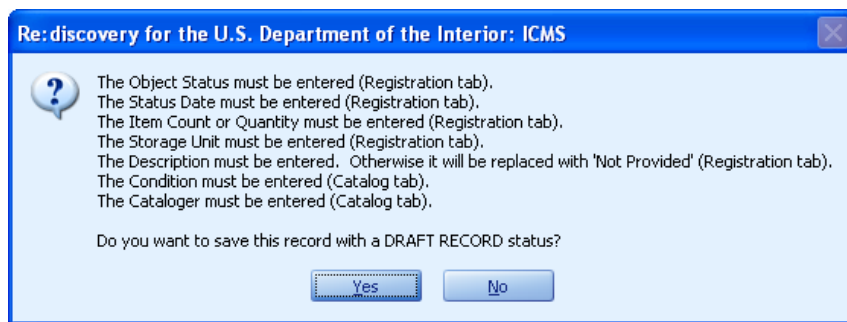 Re:discovery for the U.S. Department of the Interior: ICMS
The Object Status must be entered (Registration tab).
The Status Date must be entered (Registration tab).
The Item Count or Quantity must be entered (Registration tab).
The Storage Unit must be entered (Registration tab).
The Description must be entered.  Otherwise it will be replaced with 'Not Provided' (Registration tab).
The Condition must be entered (Catalog tab).
The Cataloger must be entered (Catalog tab).
Do you want to save this record with a DRAFT RECORD status?
Yes No